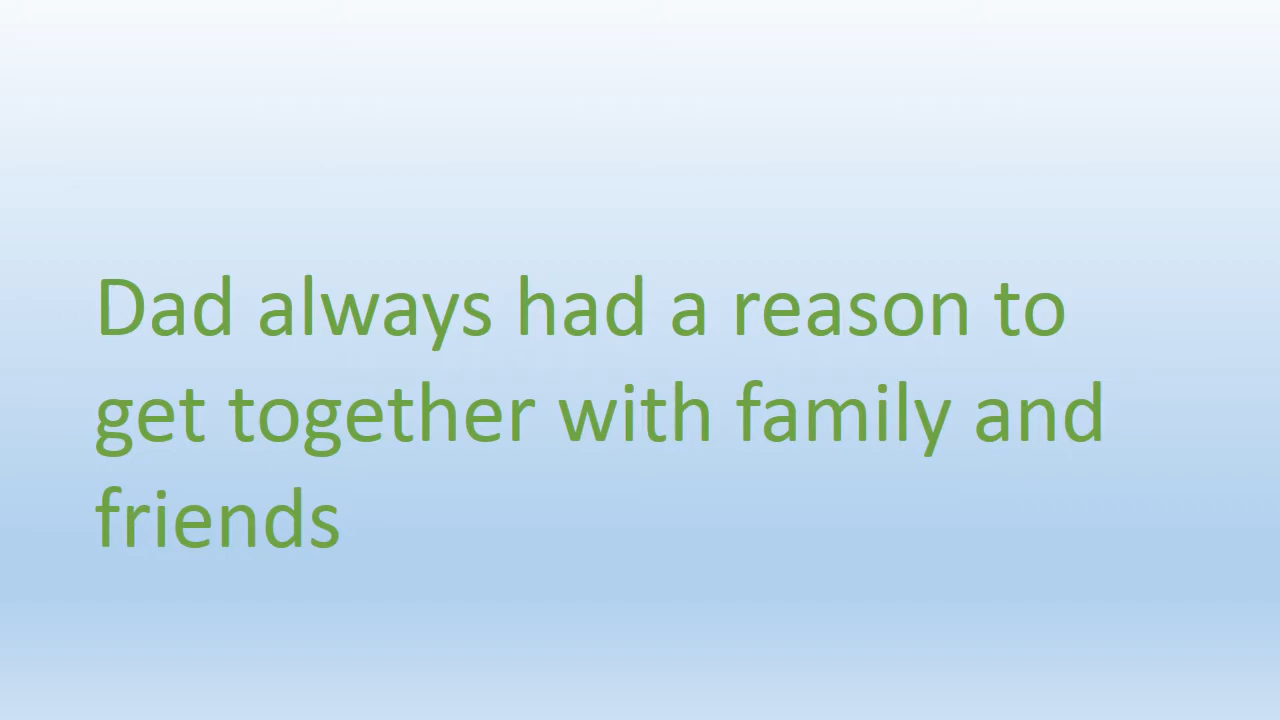 Dad always had a reason to
get together with family and
friends